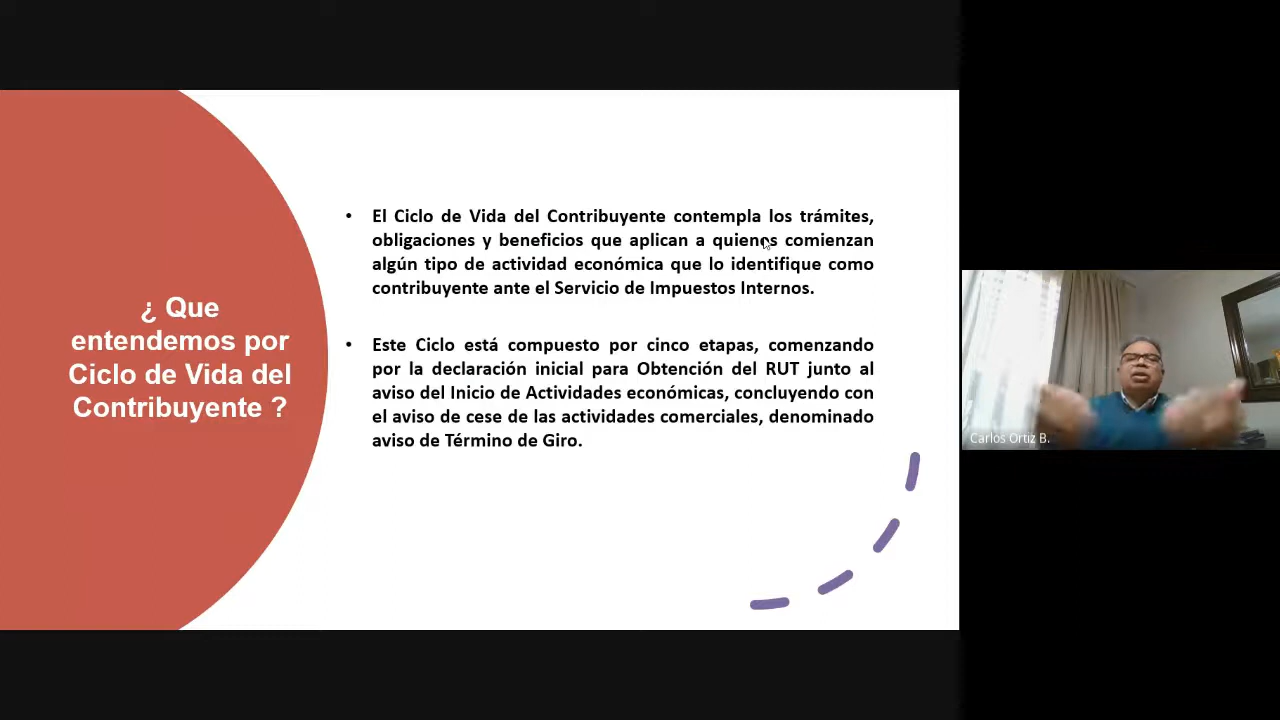 ¿ Que
entendemos por
Ciclo de Vida del
Contribuyente ?
• El Ciclo de Vida del Contribuyente contempla los trámites,
obligaciones y beneficios que aplican a quienes comienzan
algún tipo de actividad económica que lo identifique como
contribuyente ante el Servicio de Impuestos Internos.
• Este Ciclo está compuesto por cinco etapas, comenzando
por la declaración inicial para Obtención del RUT junto al
aviso del Inicio de Actividades económicas, concluyendo con
el aviso de cese de las actividades comerciales, denominado
aviso de Término de Giro.
Carlos Ortiz B.